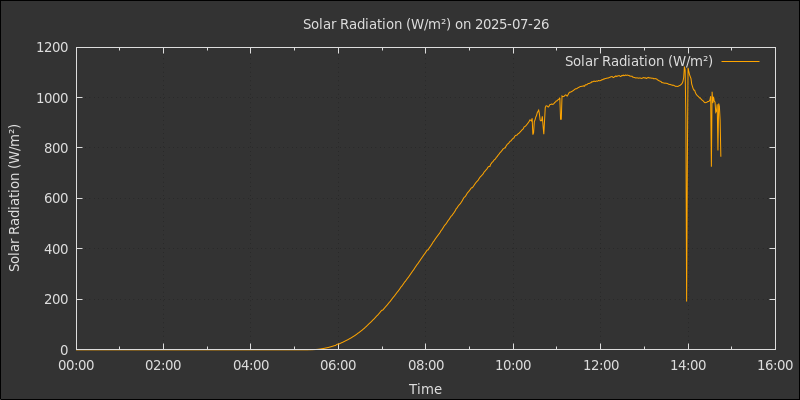 Solar Radiation (W/m²) on 2025-07-26
Solar Radiation (W/m²)
Solar Radiation (W/m²)
1200
1000
800
600
400
200
0
00:00 02:00 04:00 06:00 08:00 10:00 12:00 14:00 16:00
Time